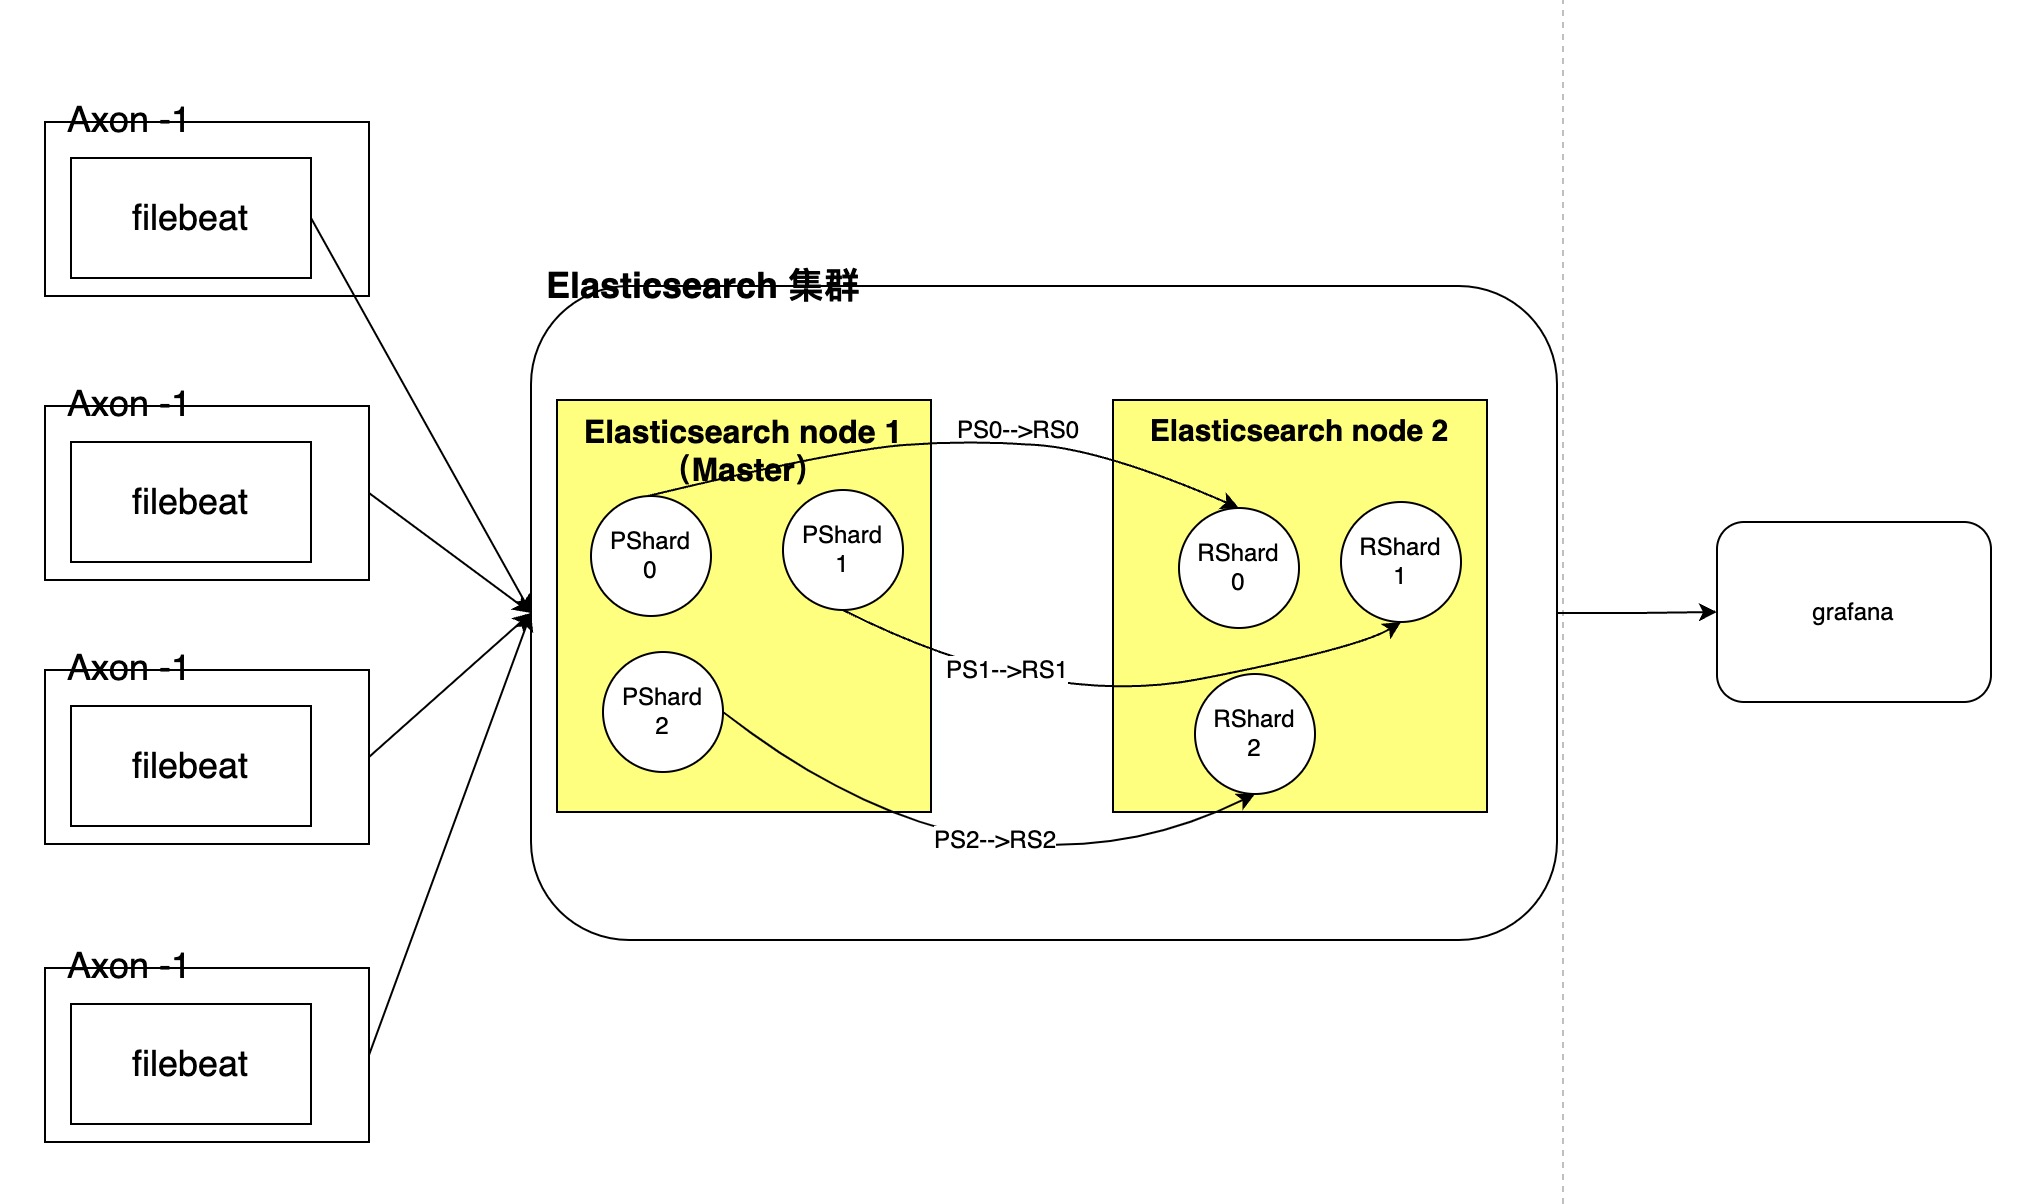 Axon -1
filebeat
Axon -1
filebeat
Axon -1
filebeat
Axon -1
filebeat
Elasticsearch 集群
Elasticsearch node 1
（Master）
PShard
0
PShard
1
PShard
2
PS0-->RS0
PS1-->RS1
PS2-->RS2
Elasticsearch node 2
RShard
0
RShard
1
RShard
2
grafana